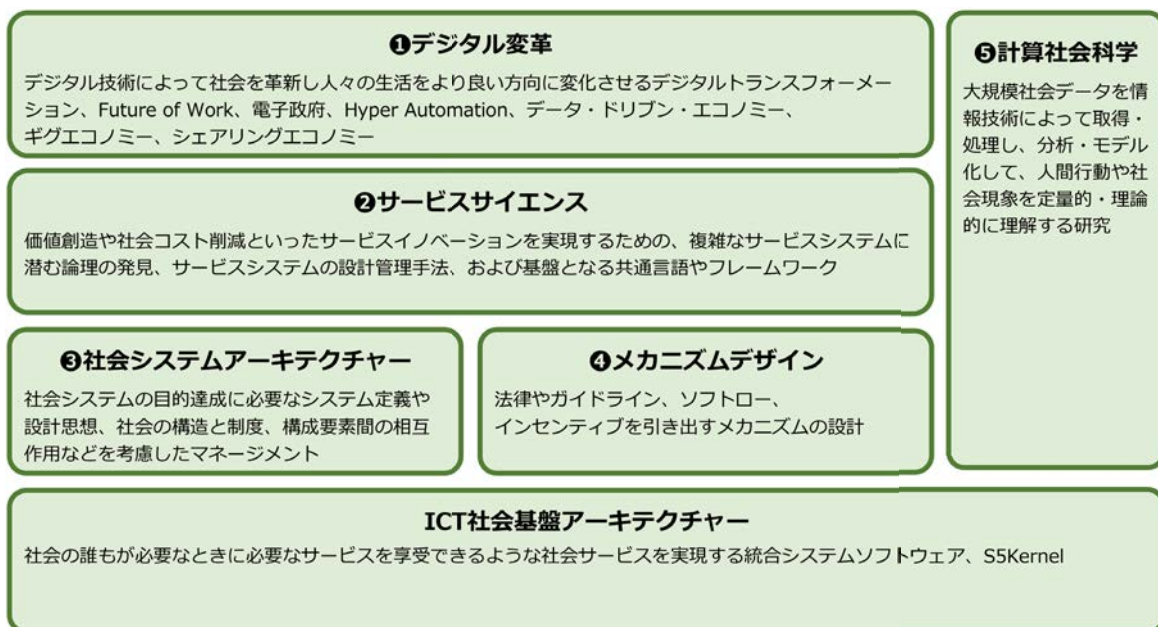 ❶デジタル変革
デジタル技術によって社会を革新し人々の生活をより良い方向に変化させるデジタルトランスフォーメー
ション、Future of Work、電子政府、Hyper Automation、データ・ドリブン・エコノミー、
ギグエコノミー、シェアリングエコノミー
❷サービスサイエンス
価値創造や社会コスト削減といったサービスイノベーションを実現するための、複雑なサービスシステムに
潜む論理の発見、サービスシステムの設計管理手法、および基盤となる共通言語やフレームワーク
❸社会システムアーキテクチャー
社会システムの目的達成に必要なシステム定義や
設計思想、社会の構造と制度、構成要素間の相互
作用などを考慮したマネージメント
❹メカニズムデザイン
法律やガイドライン、ソフトロー、
インセンティブを引き出すメカニズムの設計
❺計算社会科学
大規模社会データを情
報技術によって取得・
処理し、分析・モデル
化して、人間行動や社
会現象を定量的・理論
的に理解する研究
ICT社会基盤アーキテクチャー
社会の誰もが必要なときに必要なサービスを享受できるような社会サービスを実現する統合システムソフトウェア、S5Kernel